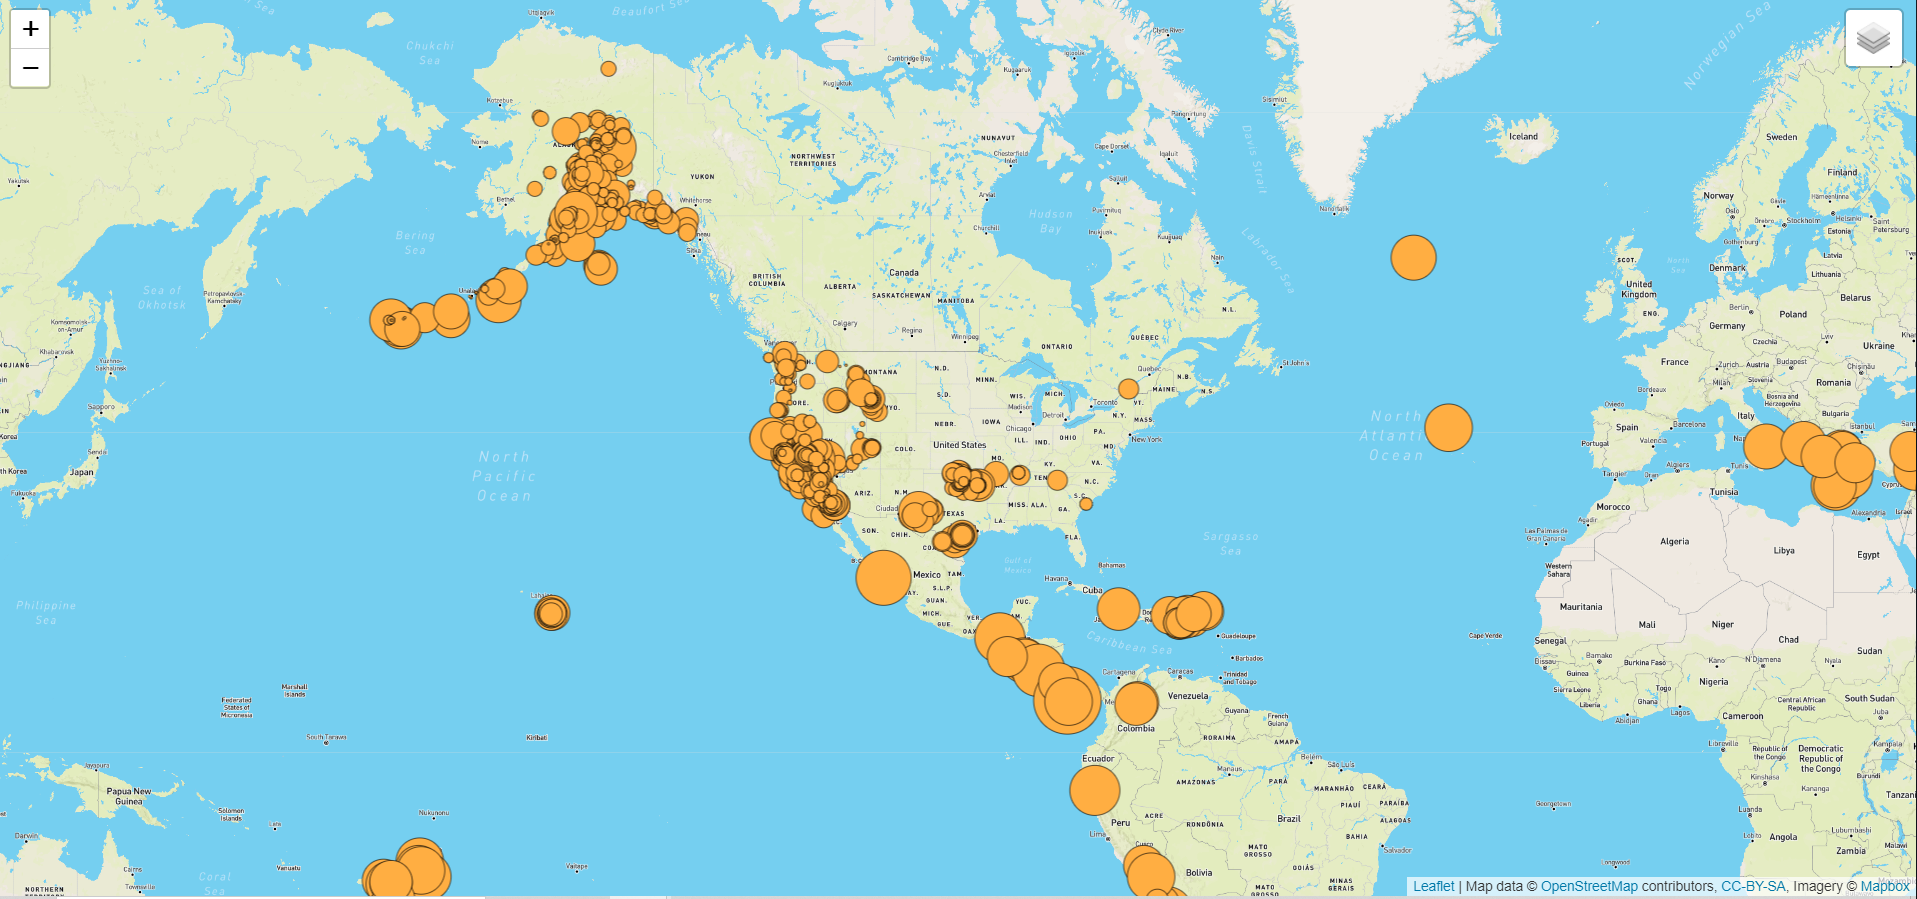 +
−
Utqiaġvik
Beaufort Sea
Chukchi
Sea
Clyde River
Norwegian Sea
Igloolik
Cambridge Bay
Kugaaruk
Kugluktuk
Kotzebue
Sisimiut
Pangnirtung
Nome
NUNAVUT
Iceland
Sweden
Davis Strait
Chesterfield
Inlet
Cape Dorset
Iqaluit
NORTHWEST
TERRITORIES
Yakutsk
YUKON
Salluit
Finland
Bethel
Whitehorse
Arviat
Norway
Gävle
Hämeenlinna
Nanortalik
Oslo
Puvirnituq
Hudson
Bay
Örebro
Stockholm
Helsinki
Saint
Petersburg
Churchill
Inukjuak
Kuujjuaq
Estonia
Bering
Sea
Gothenburg
Sitka
Labrador Sea
Nain
SCOT.
North
Sea
Denmark
Latvia
Lithuania
Canada
BRITISH
COLUMBIA
ALBERTA
SASKATCHEWAN
MANITOBA
United
Kingdom
Sea of
Okhotsk
Petropavlovsk
Kamchatsky
N.L.
Berlin
Belarus
ENG.
Poland
Komsomolsk-
on-Amur
Calgary
Regina
Winnipeg
Germany
QUÉBEC
ONTARIO
Czechia
Ukraine
Khabarovsk
Yuzhno-
Sakhalinsk
France
Zurich
Austria
Budapest
Chișinău
St.John's
MONTANA
N.D.
MINN.
Quebec
N.B.
MAINE
N.S.
Milan
Slovenia
Romania
Bordeaux
Bosnia and
Herzegovina
S.D.
WIS.
MICH.
Toronto
VT.
Sapporo
ORE.
Madison
Detroit
N.Y.
MASS
Oviedo
Italy
Bulgaria
North
Atlantic
Ocean
NEBR.
IOWA
Chicago
PA.
Barcelona
Istanbul
Spain
Portugal
Valencia
United States
ILL.
IND.
OHIO
New York
COLO.
MD.
Sendai
Japan
North
Pacific
Ocean
MO.
KY.
VA.
Tangier
Algiers
Tunis
TEN
N.C.
Cyprus
Fukuoka
ARIZ.
N.M.
S.C.
Tunisia
Morocco
MISS.
ALA.
GA.
Ciudad
TEXAS
Alexandria
Israel
LA.
Agadir
SON.
CHIH.
FLA.
Las Palmas de
Gran Canaria
Sargasso
Sea
Algeria
Libya
Egypt
COA
Gulf of
Mexico
Bahamas
Western
Sahara
Mexico
TAM.
Havana
S.L.P.
Cuba
GUAN.
YUC.
Philippine
Sea
MICH.
Mauritania
VER.
GUE.
OAX
Mali
Niger
Guadeloupe
Cape Verde
Senegal
Chad
Caribbean Sea
Sudan
Bissau
Bamako
Burkina Faso
Kano
N'Djamena
Nyala
Barbados
Cartagena
Caracas
Guinea
Trinidad
and Tobago
Nigeria
Marshall
Islands
Sierra Leone
Togo
Venezuela
Liberia
Ghana
Central African
Republic
South Sudan
Federated
States of
Micronesia
Guyana
Abidjan
Lagos
Cameroon
Juba
French
Guiana
Colombia
South Tarawa
Kiribati
RORAIMA
AMAPÁ
Libreville
Republic of
the Congo
Democratic
Republic of
the Congo
Kampala
Ecuador
Belém
São Luís
Jayapura
Manaus
Kinshasa
Burundi
AMAZONAS
PARÁ
MARANHÃO
CEARÁ
Kananga
Papua New
Guinea
Tanzani
PIAUÍ
PARAÍBA
Georgetown
Luanda
Solomon
Islands
Nukunonu
ACRE
Peru
RONDÔNIA
Brazil
ALAGOAS
Lata
Lima
BAHIA
Lobito
Angola
Lubumbashi
Darwin
Cusco
MATO
GROSSO
Salvador
Zambia
Malawi
Cairns
Vanuatu
Vaitape
Bolivia
GOIÁS
Longwood
Coral
Sea
Townsville
MINAS
GERAIS
NORTHERN
MATO
Leaflet | Map data © OpenStreetMap contributors, CC-BY-SA, Imagery © Mapbox